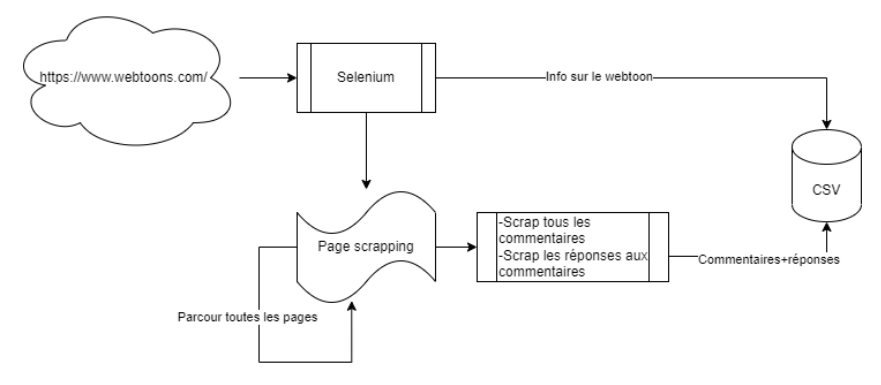 https://www.webtoons.com/
Selenium
Info sur le webtoon
CSV
Page scrapping
-Scrap tous les
commentaires
-Scrap les réponses aux
commentaires
Commentaires+réponses
Parcour toutes les pages